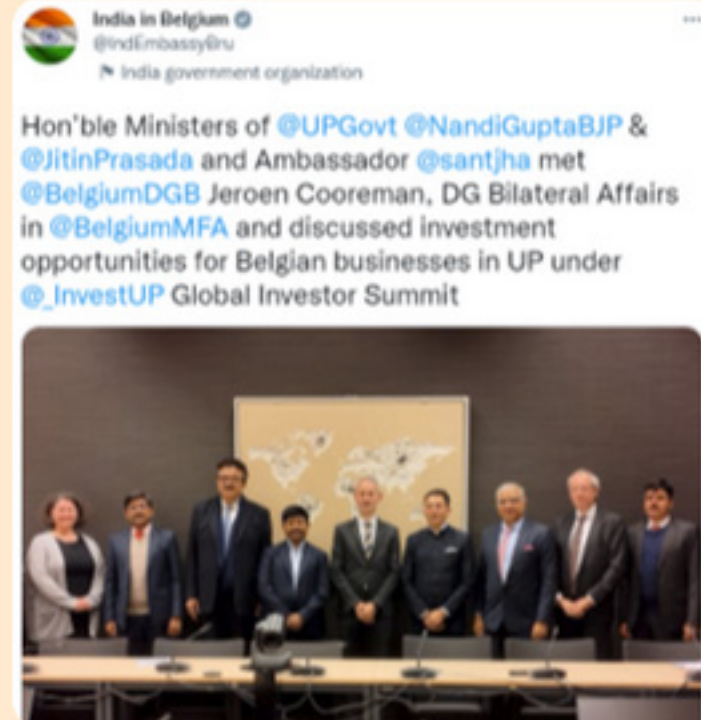 India in Belgium
@IndEmbassyBru
India government organization
Hon'ble Ministers of @UPGovt @NandiGuptaBJP &
@JitinPrasada and Ambassador @santjha met
@BelgiumDGB Jeroen Cooreman, DG Bilateral Affairs
in @BelgiumMFA and discussed investment
opportunities for Belgian businesses in UP under
@_InvestUP Global Investor Summit